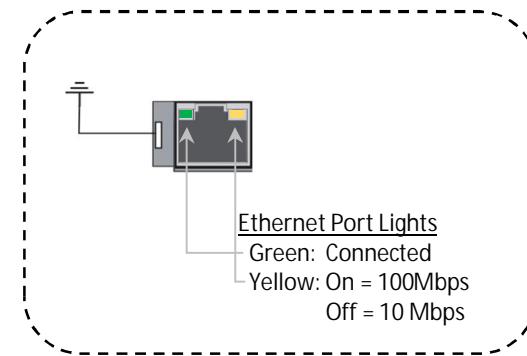 Ethernet Port Lights
Green: Connected
Yellow: On = 100Mbps
Off = 10 Mbps